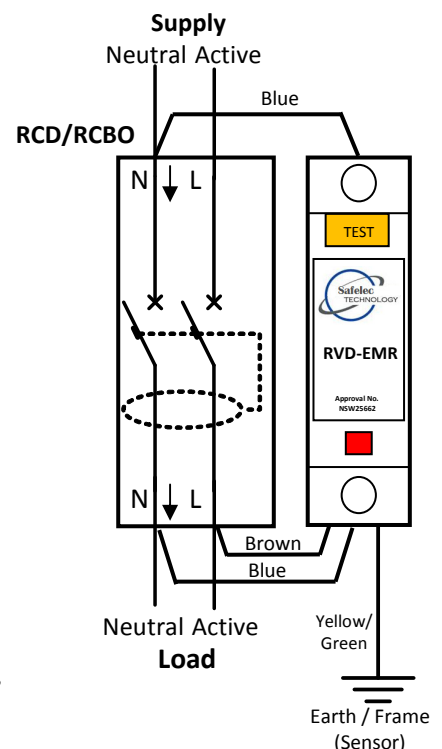 Supply
Neutral Active
Blue
RCD/RCBO
N L
TEST
Safelec
TECHNOLOGY
RVD-EMR
Approval No.
NSW25662
N L
Brown
Blue
Neutral Active
Load
Yellow/
Green
Earth / Frame
(Sensor)